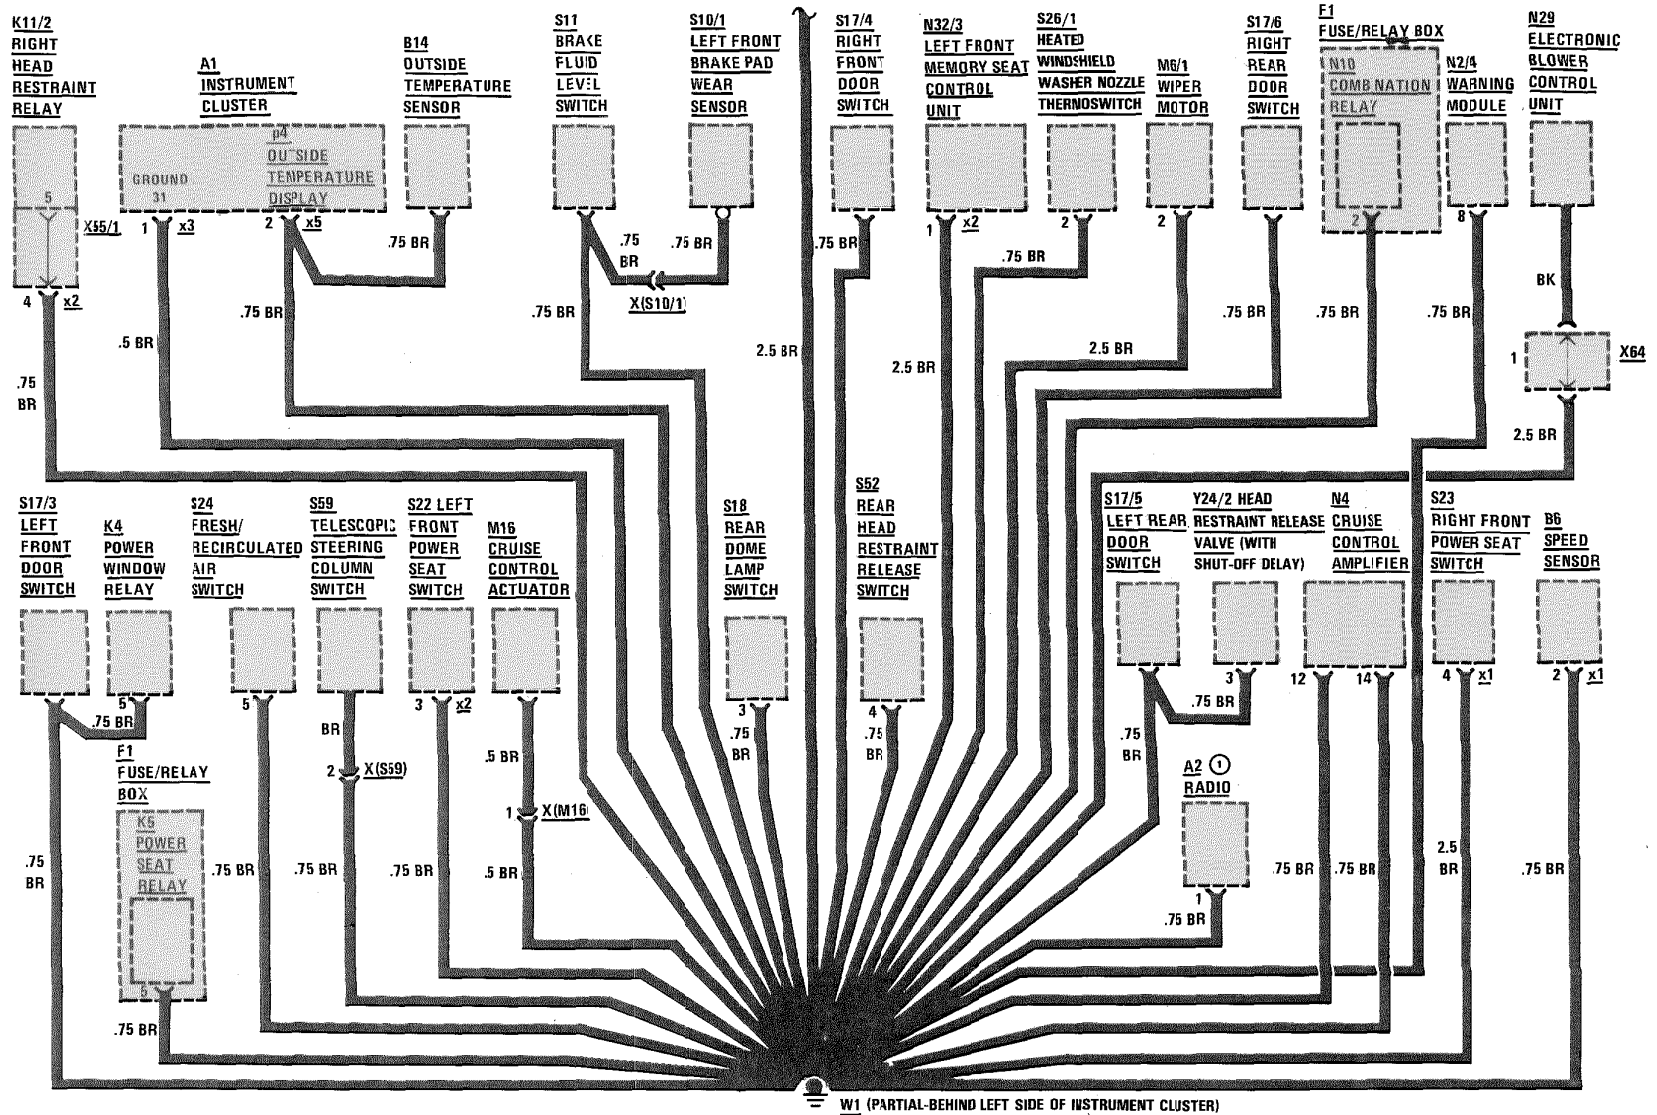 K11/2
RIGHT
HEAD
RESTRAINT
RELAY
5
X55/1
4 x2
.75
BR
A1
INSTRUMENT
CLUSTER
GROUND
31
p4
OUTSIDE
TEMPERATURE
DISPLAY
1 x3
2 x5
.5 BR
.75 BR
B14
OUTSIDE
TEMPERATURE
SENSOR
.75 BR
S11
BRAKE
FLUID
LEVEL
SWITCH
.75
BR
.75 BR
X(S10/1)
S10/1
LEFT FRONT
BRAKE PAD
WEAR
SENSOR
.75 BR
2.5 BR
S17/4
RIGHT
FRONT
DOOR
SWITCH
.75 BR
N32/3
LEFT FRONT
MEMORY SEAT
CONTROL
UNIT
1 x2
2.5 BR
S26/1
HEATED
WINDSHIELD
WASHER NOZZLE
THERNOSWITCH
2
.75 BR
M6/1
WIPER
MOTOR
2
2.5 BR
S17/6
RIGHT
REAR
DOOR
SWITCH
.75 BR
F1
FUSE/RELAY BOX
N10
COMBINATION
RELAY
2
.75 BR
N2/4
WARNING
MODULE
8
.75 BR
N29
ELECTRONIC
BLOWER
CONTROL
UNIT
BK
1 X64
2.5 BR
S17/3
LEFT
FRONT
DOOR
SWITCH
.75
BR
K4
POWER
WINDOW
RELAY
5
.75 BR
F1
FUSE/RELAY
BOX
K5
POWER
SEAT
RELAY
5
.75 BR
S24
FRESH/
RECIRCULATED
AIR
SWITCH
5
.75 BR
S59
TELESCOPIC
STEERING
COLUMN
SWITCH
BR
2 X(S59)
.75 BR
S22 LEFT
FRONT
POWER
SEAT
SWITCH
3 x2
.75 BR
M16
CRUISE
CONTROL
ACTUATOR
.5 BR
1 X(M16
.5 BR
S18
REAR
DOME
LAMP
SWITCH
3
.75
BR
S52
REAR
HEAD
RESTRAINT
RELEASE
SWITCH
4
.75
BR
S17/5
LEFT REAR
DOOR
SWITCH
.75
BR
Y24/2 HEAD
RESTRAINT RELEASE
VALVE (WITH
SHUT-OFF DELAY)
3
.75 BR
A2 ①
RADIO
1
.75 BR
N4
CRUISE
CONTROL
AMPLIFIER
12 14
.75 BR .75 BR
S23
RIGHT FRONT
POWER SEAT
SWITCH
4 x1
2.5
BR
B6
SPEED
SENSOR
2 x1
.75 BR
W1 (PARTIAL-BEHIND LEFT SIDE OF INSTRUMENT CLUSTER)